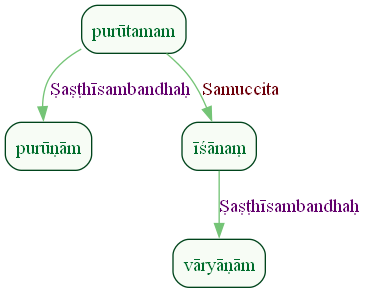 purūtamam
Ṣaṣṭhīsambandhaḥ Samuccita
purūṇām īśānaṃ
Ṣaṣṭhīsambandhaḥ
vāryāṇām